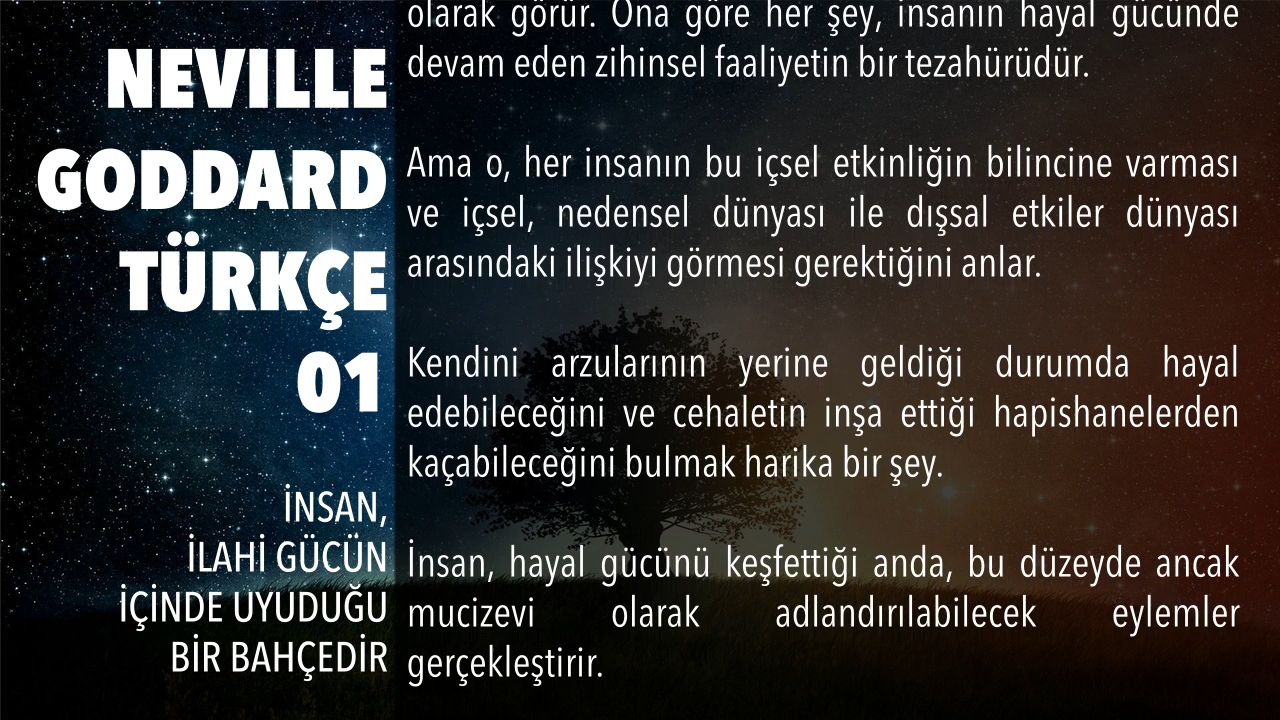 NEVILLE
GODDARD
TÜRKÇE
01
İNSAN,
İLAHİ GÜCÜN
İÇİNDE UYUDUĞU
BİR BAHÇEDİR
olarak görür. Ona göre her şey, insanın hayal gücünde
devam eden zihinsel faaliyetin bir tezahürüdür.
Ama o, her insanın bu içsel etkinliğin bilincine varması
ve içsel, nedensel dünyası ile dışsal etkiler dünyası
arasındaki ilişkiyi görmesi gerektiğini anlar.
Kendini arzularının yerine geldiği durumda hayal
edebileceğini ve cehaletin inşa ettiği hapishanelerden
kaçabileceğini bulmak harika bir şey.
İnsan, hayal gücünü keşfettiği anda, bu düzeyde ancak
mucizevi olarak adlandırılabilecek eylemler
gerçekleştirir.